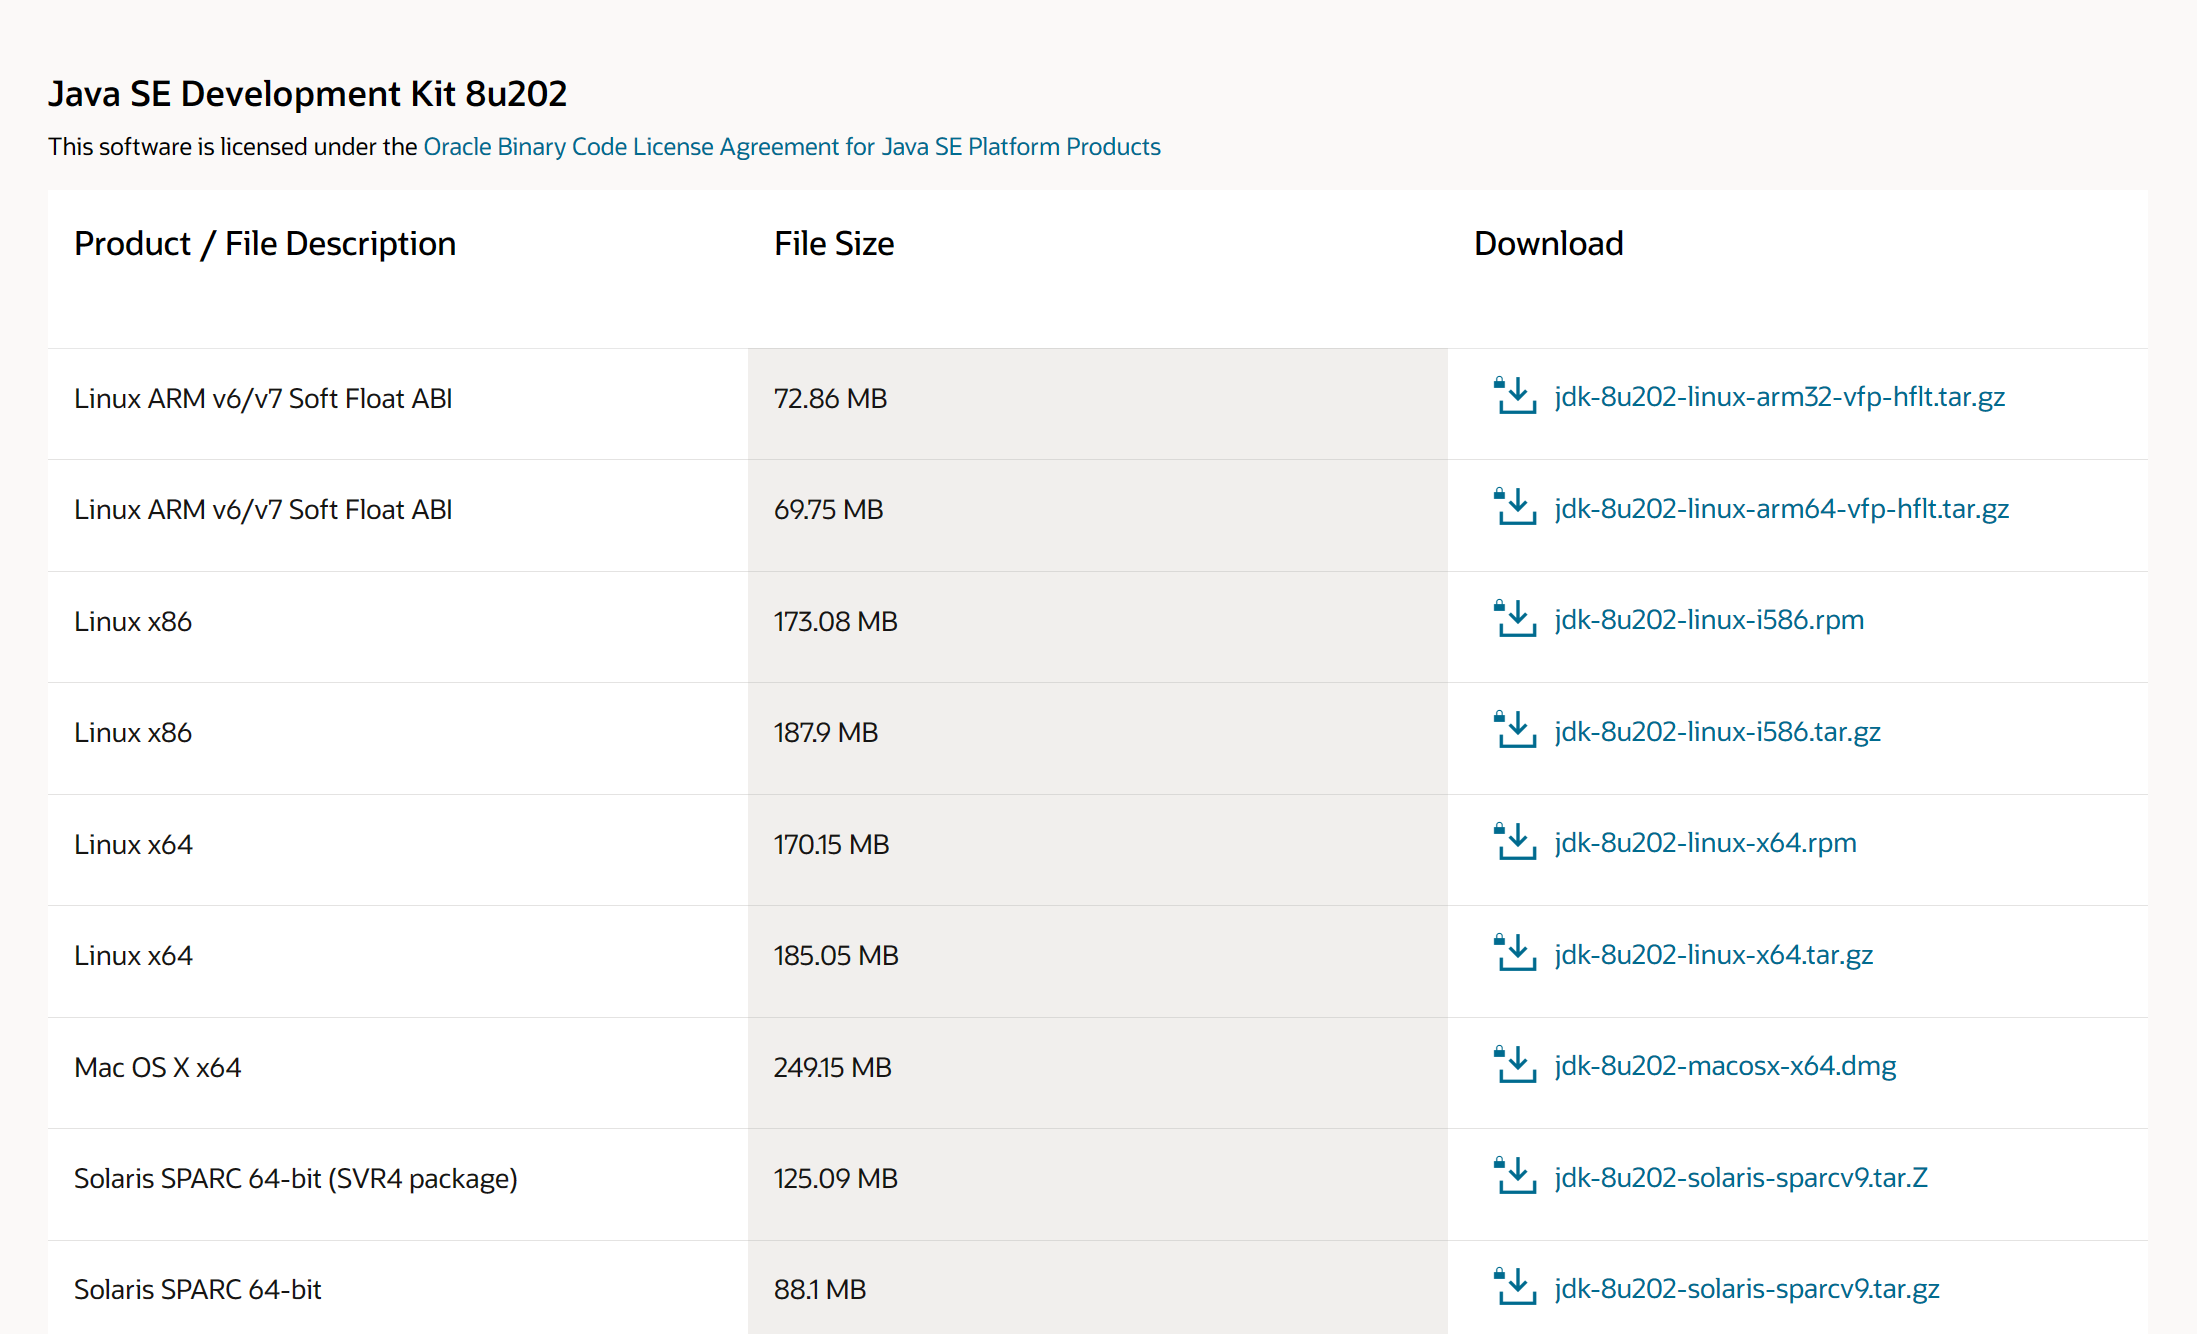 Java SE Development Kit 8u202
This software is licensed under the Oracle Binary Code License Agreement for Java SE Platform Products
Product / File Description File Size Download
Linux ARM v6/v7 Soft Float ABI 72.86 MB jdk-8u202-linux-arm32-vfp-hflt.tar.gz
Linux ARM v6/v7 Soft Float ABI 69.75 MB jdk-8u202-linux-arm64-vfp-hflt.tar.gz
Linux x86 173.08 MB jdk-8u202-linux-i586.rpm
Linux x86 187.9 MB jdk-8u202-linux-i586.tar.gz
Linux x64 170.15 MB jdk-8u202-linux-x64.rpm
Linux x64 185.05 MB jdk-8u202-linux-x64.tar.gz
Mac OS X x64 249.15 MB jdk-8u202-macosx-x64.dmg
Solaris SPARC 64-bit (SVR4 package) 125.09 MB jdk-8u202-solaris-sparcv9.tar.Z
Solaris SPARC 64-bit 88.1 MB jdk-8u202-solaris-sparcv9.tar.gz